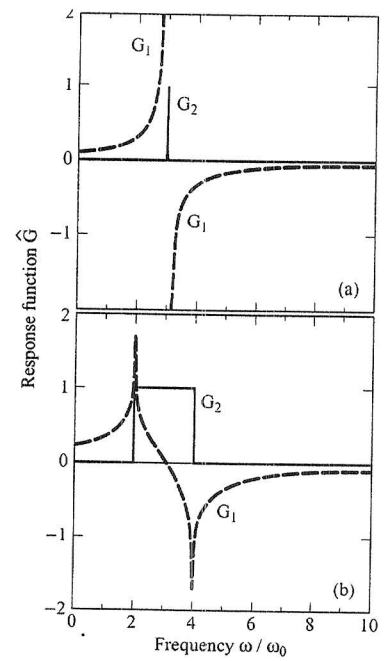 2
G₁
1
G₂
0
G₁
−1
(a)
Response function Ĝ
2
1
G₂
0
−1
G₁
(b)
−2
0 2 4 6 8 10
Frequency ω / ω₀